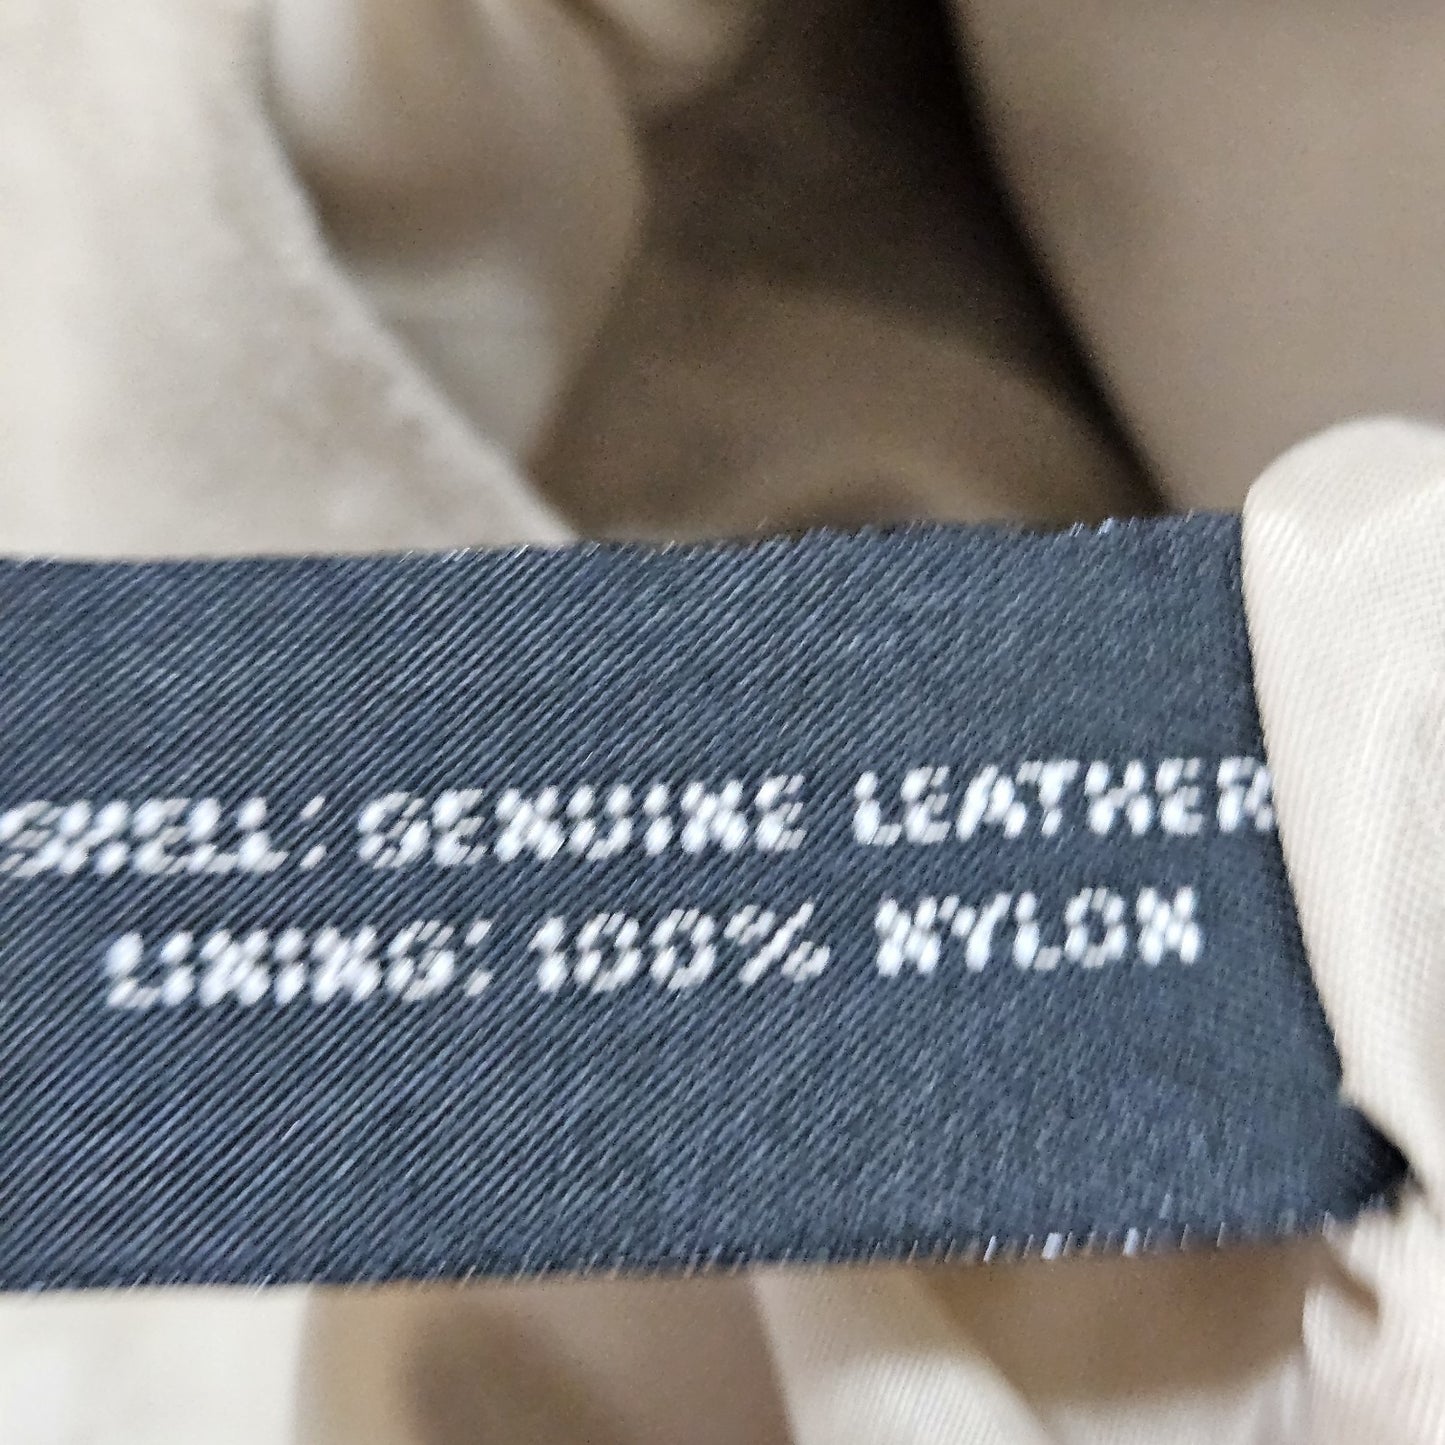 SHELL: GENUINE LEATHER
LINING: 100% NYLON